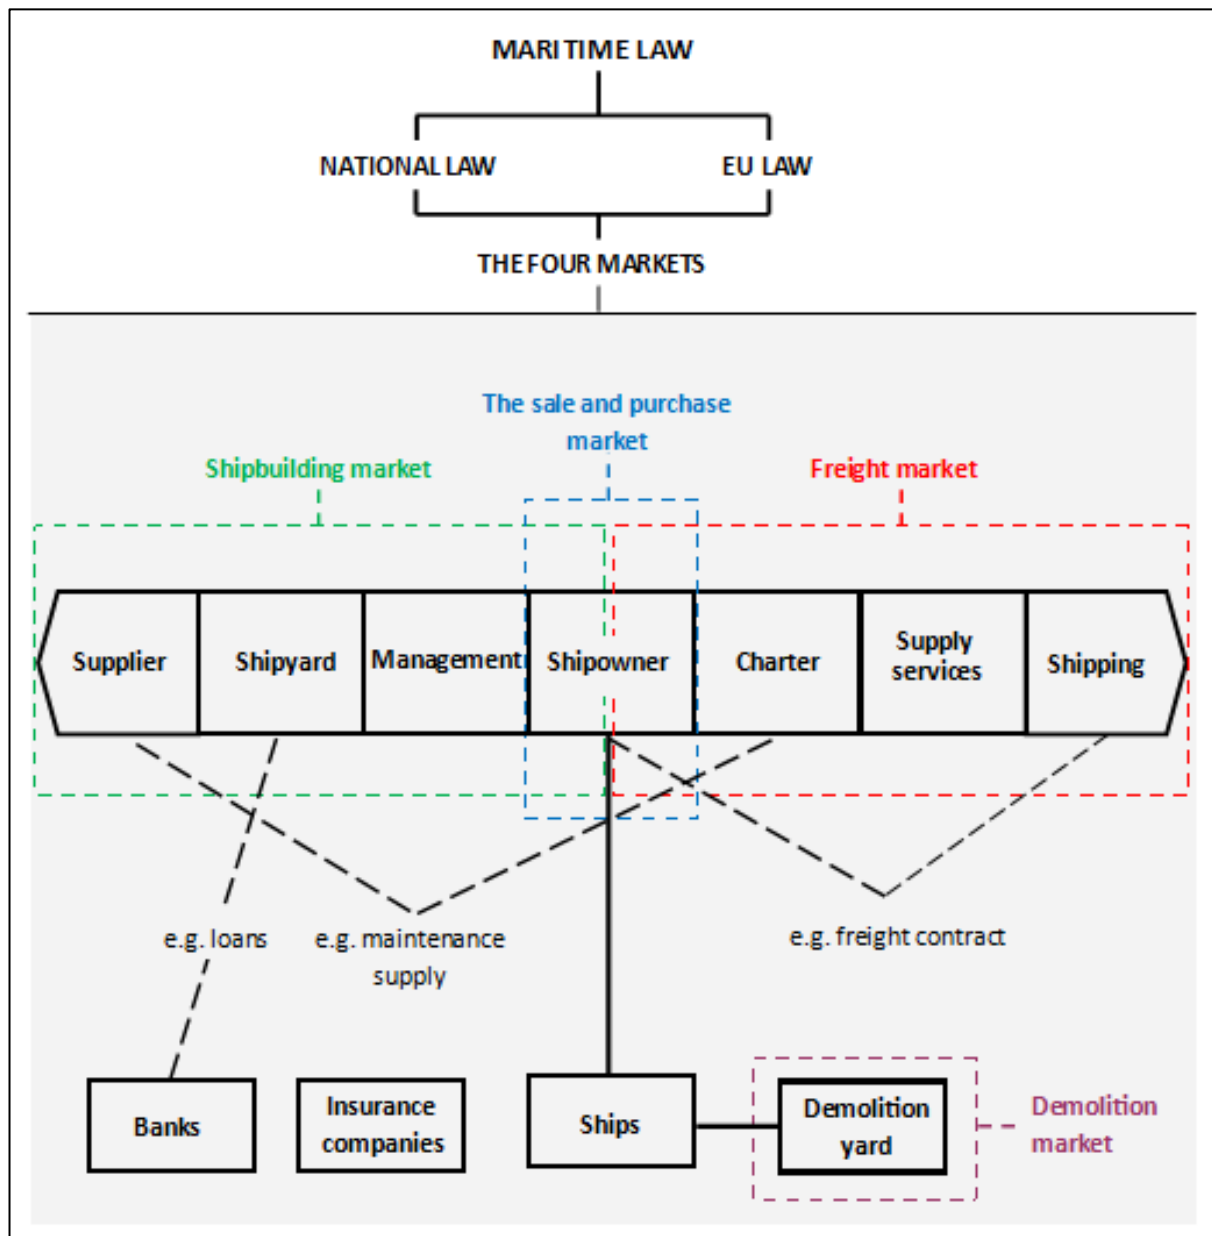 MARITIME LAW
NATIONAL LAW
EU LAW
THE FOUR MARKETS
The sale and purchase
market
Shipbuilding market
Freight market
Supplier
Shipyard
Management
Shipowner
Charter
Supply
services
Shipping
e.g. loans
e.g. maintenance
supply
e.g. freight contract
Banks
Insurance
companies
Ships
Demolition
yard
Demolition
market